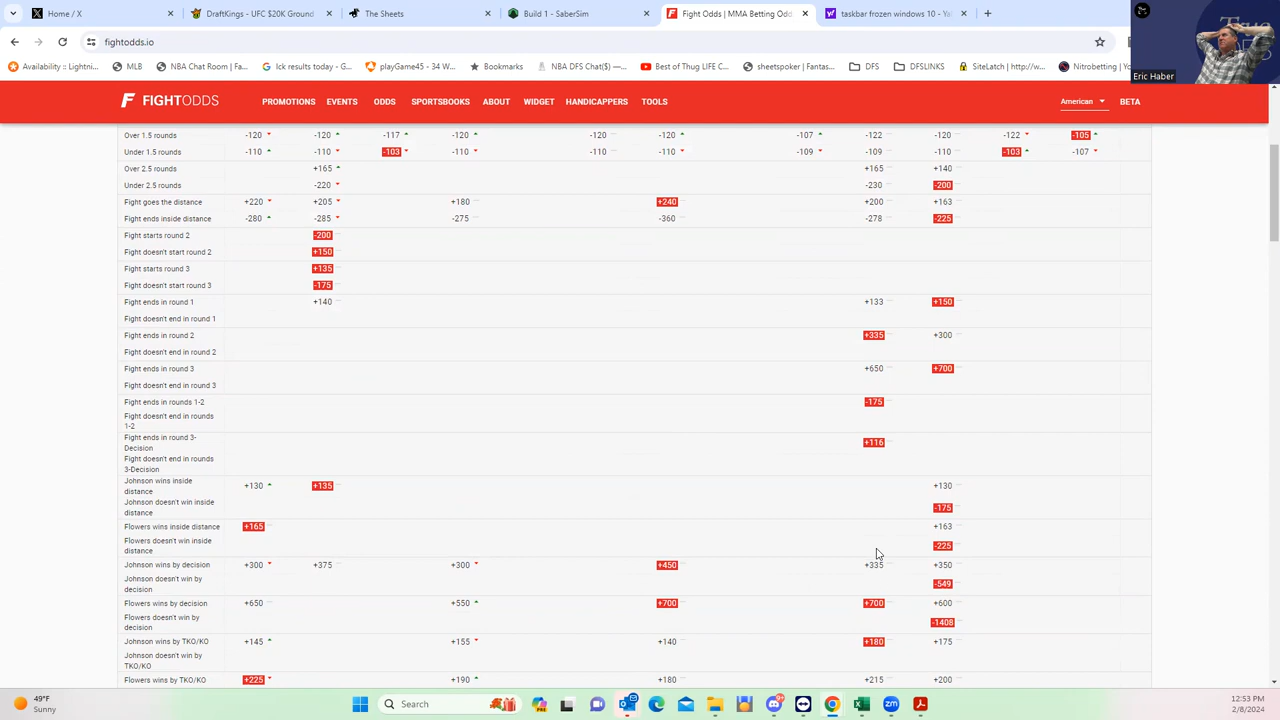 X Home / X
DraftKings - UFC $20K Ground
The Sheets
Build 1 - SaberSim
Fight Odds | MMA Betting Odd
taskbar frozen windows 10 - Ya
fightodds.io
Availability :: Lightni...
MLB
NBA Chat Room | Fa...
Ick results today - G...
playGame45 - 34 W...
Bookmarks
NBA DFS Chat($) —...
Best of Thug LIFE C...
sheetspoker | Fantas...
DFS
DFSLINKS
SiteLatch | http://w...
Nitrobetting | Yo
Eric Haber
FIGHTODDS
PROMOTIONS EVENTS ODDS SPORTSBOOKS ABOUT WIDGET HANDICAPPERS TOOLS
American
BETA
Over 1.5 rounds -120 -120 -117 -120 -120 -120 -107 -122 -120 -122 -105
Under 1.5 rounds -110 -110 -103 -110 -110 -110 -109 -109 -110 -103 -107
Over 2.5 rounds +165 +165 +140
Under 2.5 rounds -220 -230 -200
Fight goes the distance +220 +205 +180 +240 +200 +163
Fight ends inside distance -280 -285 -275 -360 -278 -225
Fight starts round 2 -200
Fight doesn't start round 2 +150
Fight starts round 3 +135
Fight doesn't start round 3 -175
Fight ends in round 1 +140 +133 +150
Fight doesn't end in round 1
Fight ends in round 2 +335 +300
Fight doesn't end in round 2
Fight ends in round 3 +650 +700
Fight doesn't end in round 3
Fight ends in rounds 1-2 -175
Fight doesn't end in rounds
1-2
Fight ends in round 3-
Decision +116
Fight doesn't end in rounds
3-Decision
Johnson wins inside
distance +130 +135 +130
Johnson doesn't win inside
distance -175
Flowers wins inside distance +165 +163
Flowers doesn't win inside
distance -225
Johnson wins by decision +300 +375 +300 +450 +335 +350
Johnson doesn't win by
decision -549
Flowers wins by decision +650 +550 +700 +700 +600
Flowers doesn't win by
decision -1408
Johnson wins by TKO/KO +145 +155 +140 +180 +175
Johnson doesn't win by
TKO/KO
Flowers wins by TKO/KO +225 +190 +180 +215 +200
49°F
Sunny
Search
12:53 PM
2/8/2024